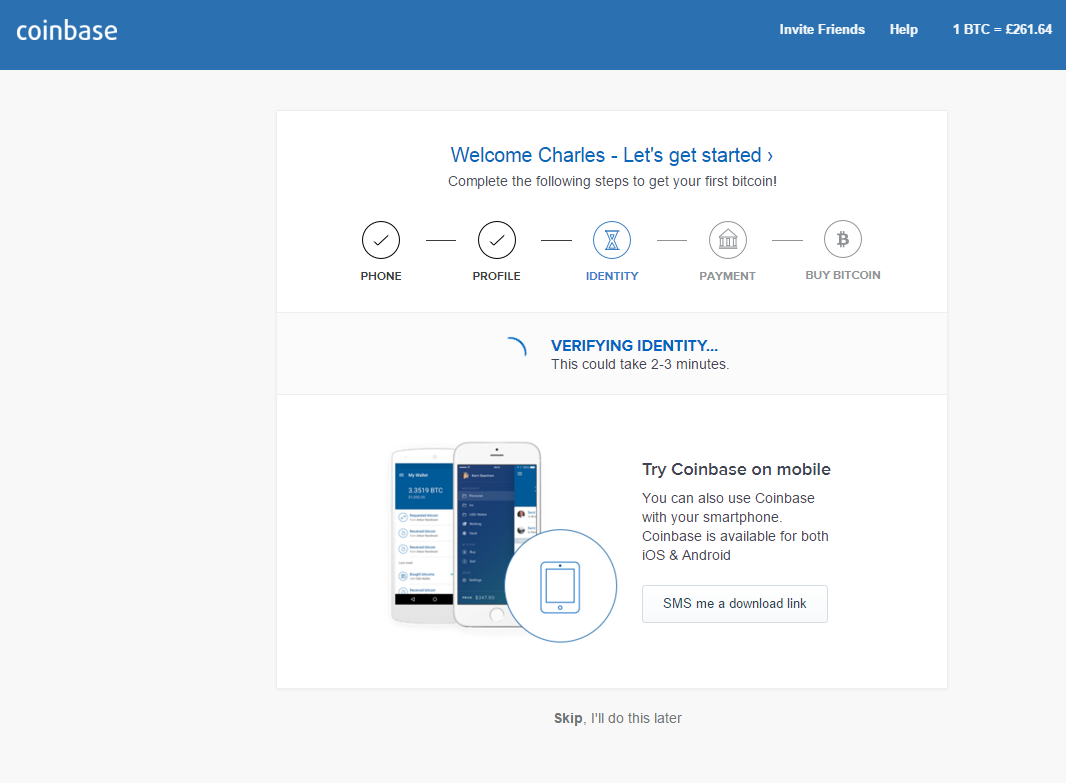 coinbase
Invite Friends
Help
1 BTC = £261.64
Welcome Charles - Let's get started ›
Complete the following steps to get your first bitcoin!
PHONE
PROFILE
IDENTITY
PAYMENT
BUY BITCOIN
VERIFYING IDENTITY...
This could take 2-3 minutes.
My Wallet
3.3519 BTC
Try Coinbase on mobile
You can also use Coinbase
with your smartphone.
Coinbase is available for both
iOS & Android
SMS me a download link
Skip, I'll do this later